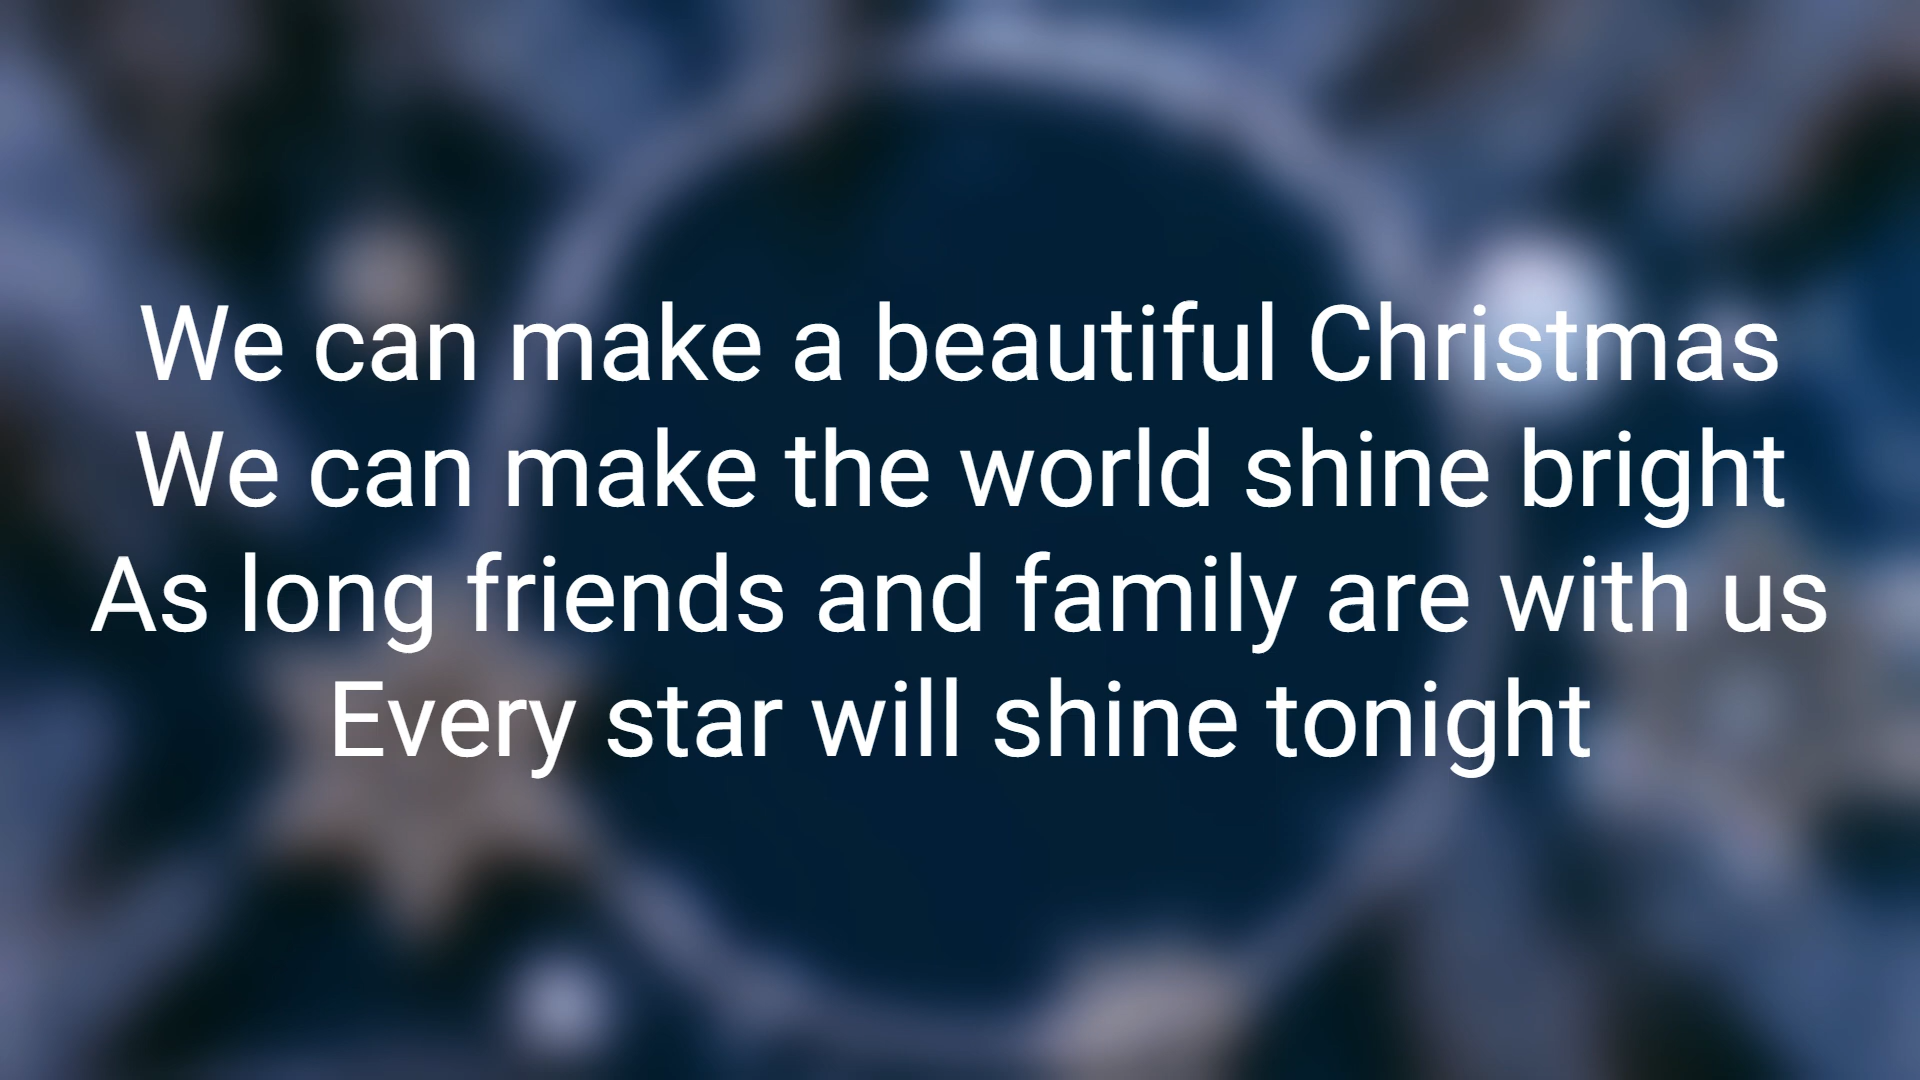 We can make a beautiful Christmas
We can make the world shine bright
As long friends and family are with us
Every star will shine tonight